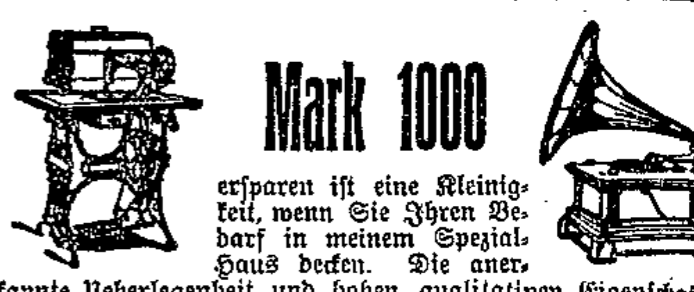 Mark 1000
ersparen ist eine Kleinig-
keit, wenn Sie Ihren Be-
darf in meinem Spezial-
Haus decken. Die aner-
kannte Ueberlegenheit und hohen qualitativen